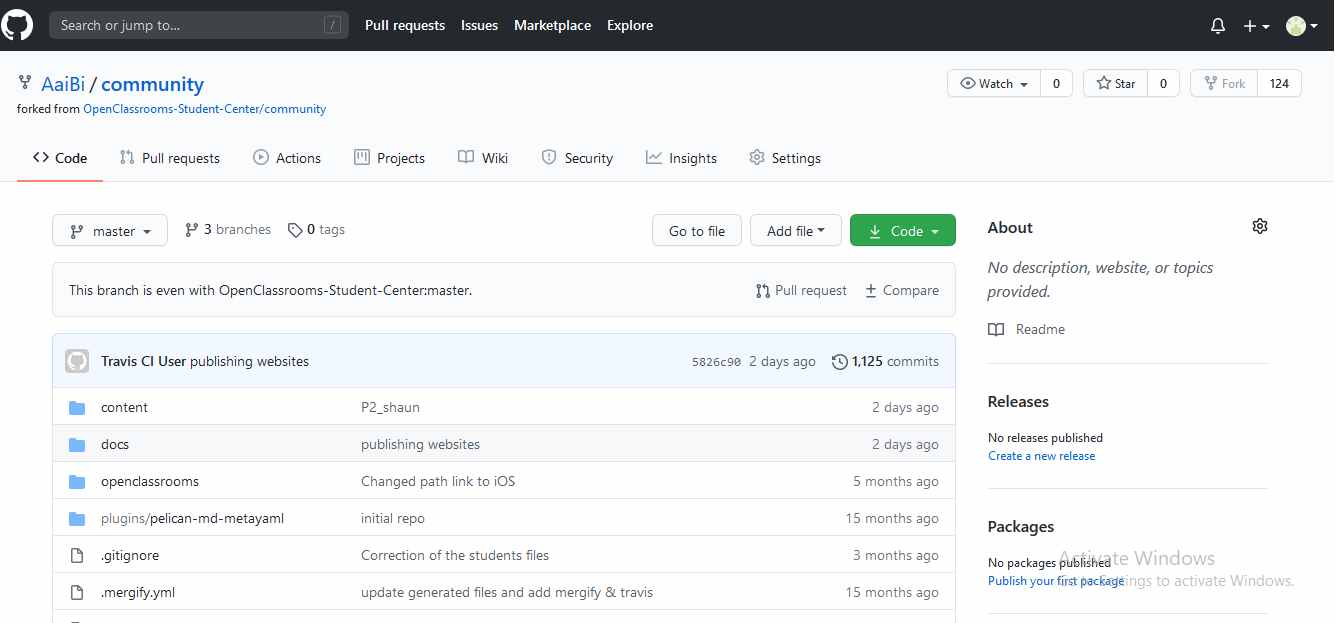 Search or jump to... /
Pull requests Issues Marketplace Explore
AaiBi / community
forked from OpenClassrooms-Student-Center/community
Watch 0 Star 0 Fork 124
Code Pull requests Actions Projects Wiki Security Insights Settings
master 3 branches 0 tags
Go to file Add file Code
This branch is even with OpenClassrooms-Student-Center:master.
Pull request Compare
Travis CI User publishing websites 5826c90 2 days ago 1,125 commits
content P2_shaun 2 days ago
docs publishing websites 2 days ago
openclassrooms Changed path link to iOS 5 months ago
plugins/pelican-md-metayaml initial repo 15 months ago
.gitignore Correction of the students files 3 months ago
.mergify.yml update generated files and add mergify & travis 15 months ago
About
No description, website, or topics
provided.
Readme
Releases
No releases published
Create a new release
Packages
No packages published
Publish your first package
Activate Windows
Go to Settings to activate Windows.